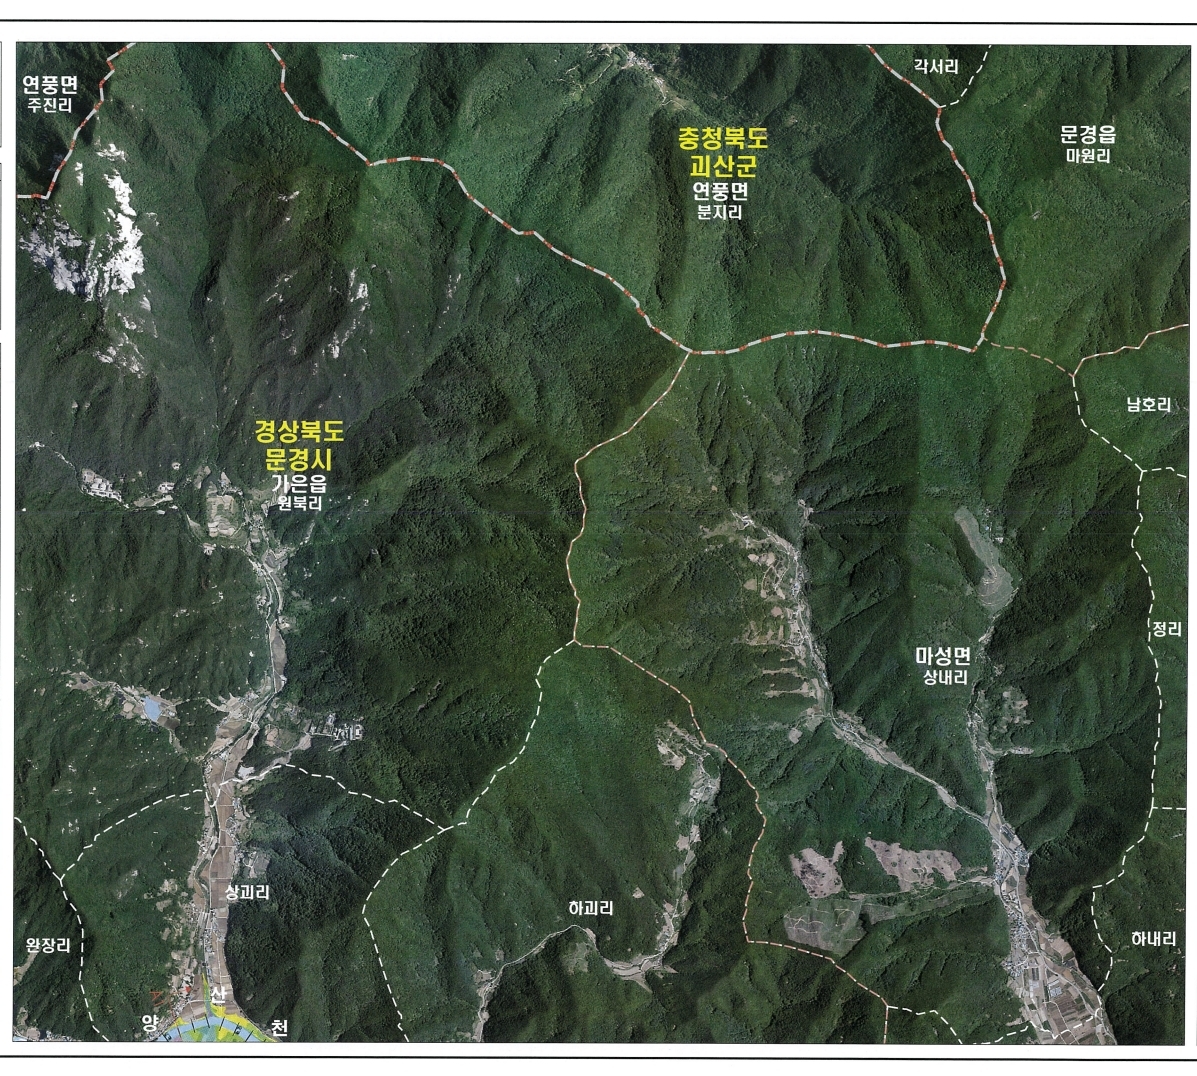 연풍면
주진리
각서리
충청북도
괴산군
연풍면
분지리
문경읍
마원리
남호리
경상북도
문경시
가은읍
원북리
정리
마성면
상내리
상괴리
하괴리
완장리
하내리
양 산 천